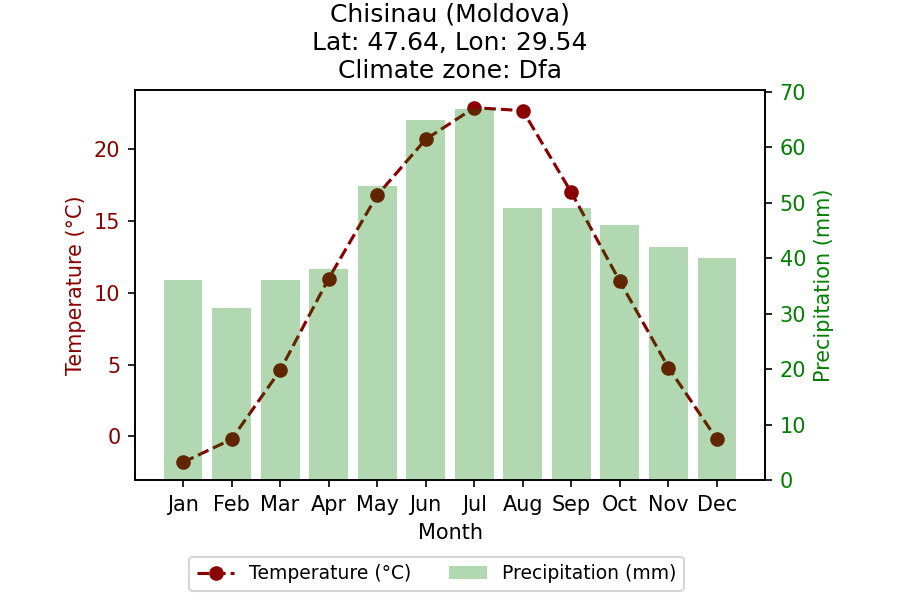 Chisinau (Moldova)
Lat: 47.64, Lon: 29.54
Climate zone: Dfa
Temperature (°C)
20
15
10
5
0
70
60
50
40
30
20
10
0
Precipitation (mm)
Jan Feb Mar Apr May Jun Jul Aug Sep Oct Nov Dec
Month
Temperature (°C) Precipitation (mm)